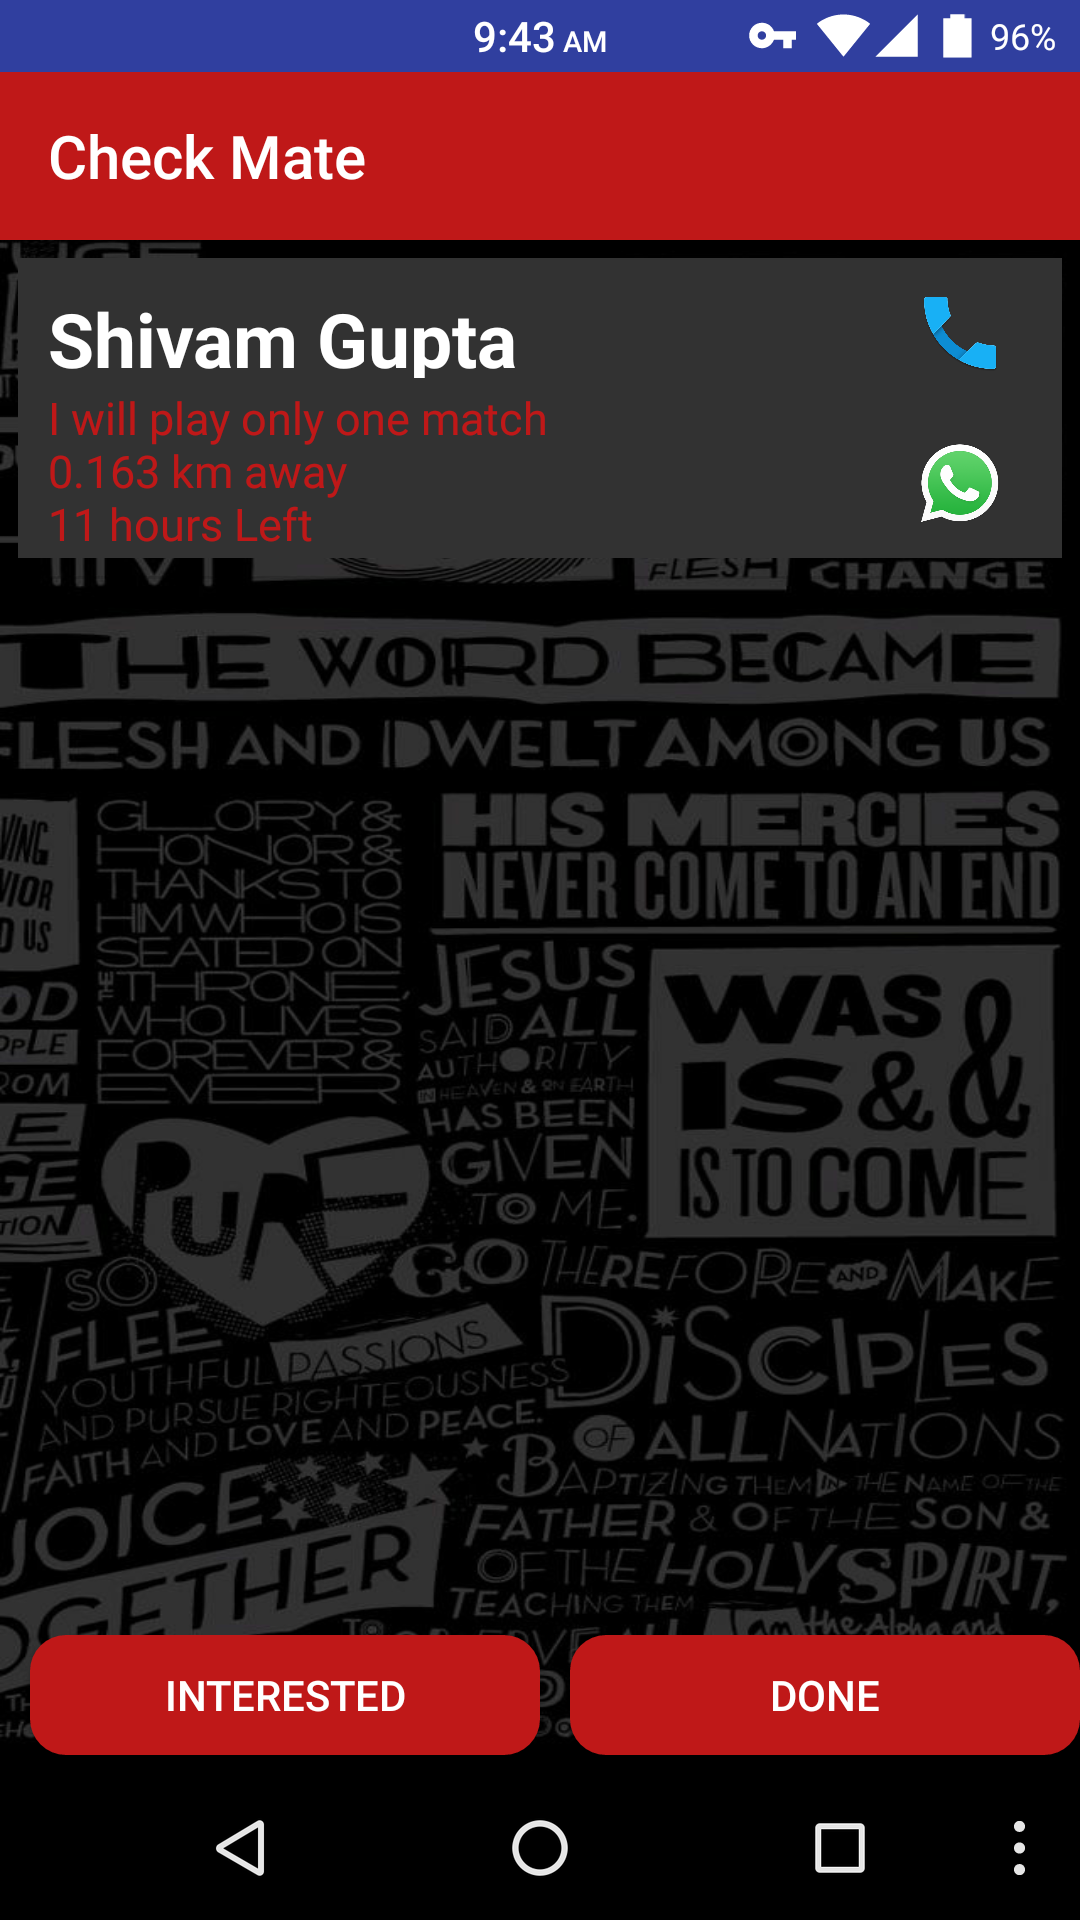 9:43 AM
96%
Check Mate
Shivam Gupta
I will play only one match
0.163 km away
11 hours Left
FLESH
CHANGE
THE WORD BECAME
FLESH AND DWELT AMONG US
GLORY &
HONOR &
THANKS TO
HIM WHO IS
SEATED ON
THE THRONE,
WHO LIVES
FOREVER &
EVER
HIS MERCIES
NEVER COME TO AN END
JESUS
SAID ALL
AUTHORITY
IN HEAVEN & ON EARTH
HAS BEEN
GIVEN
TO ME.
WAS &
IS &
IS TO COME
PURE
GO THEREFORE AND MAKE
DISCIPLES
OF ALL NATIONS
BAPTIZING THEM IN THE NAME OF THE
FATHER & OF THE SON &
OF THE HOLY SPIRIT,
TEACHING THEM
SO
FLEE
YOUTHFUL PASSIONS
AND PURSUE RIGHTEOUSNESS
FAITH AND LOVE AND PEACE.
OICE
OGETHER
TO
am the Alpha and
INTERESTED
DONE